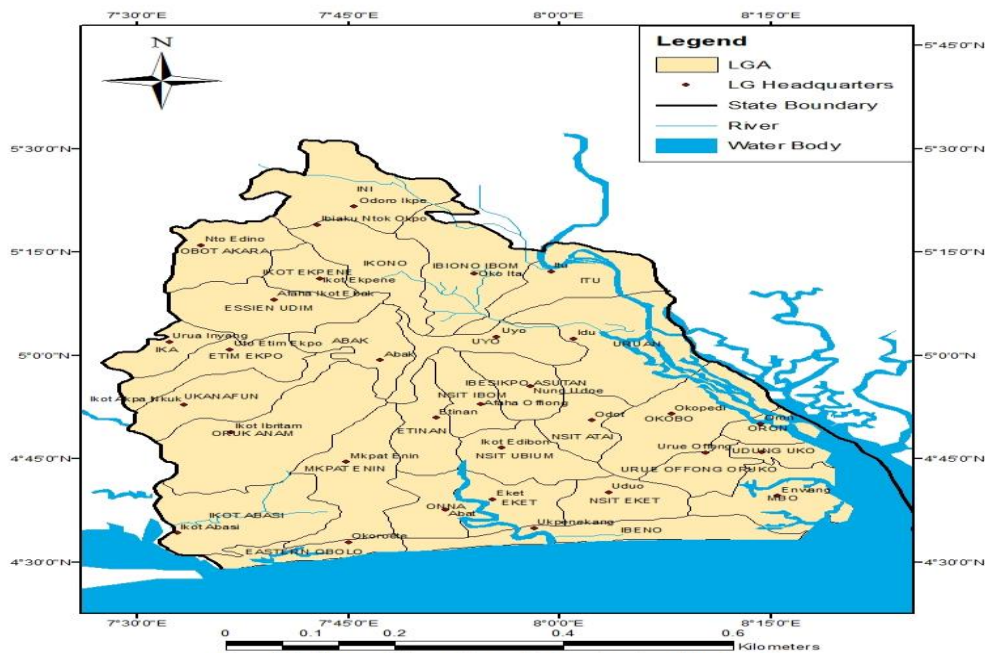 7°30'0"E 7°45'0"E 8°0'0"E 8°15'0"E
N
Legend
LGA
LG Headquarters
State Boundary
River
Water Body
5°45'0"N
5°30'0"N 5°30'0"N
INI
Odoro Ikpe
Ibiaku Ntok Okpo
Nto Edino
OBOT AKARA
5°15'0"N 5°15'0"N
IKONO
IBIONO IBOM
Oko Ita
Itu
ITU
IKOT EKPENE
Ikot Ekpene
Afaha Ikot Ebak
ESSIEN UDIM
Urua Inyang
IKA
Uto Etim Ekpo
ETIM EKPO
ABAK
Abak
Uyo
UYO
Idu
URUAN
5°0'0"N 5°0'0"N
IBESIKPO ASUTAN
Nung Udoe
NSIT IBOM
Afaha Offiong
Ikot Akpa Nkuk
UKANAFUN
Etinan
ETINAN
Odot
NSIT ATAI
Okopedi
OKOBO
Oron
ORON
Ikot Ibritam
ORUK ANAM
Ikot Edibon
NSIT UBIUM
Urue Offong
UDUNG UKO
4°45'0"N 4°45'0"N
Mkpat Enin
MKPAT ENIN
URUE OFFONG ORUKO
Uduo
NSIT EKET
Enwang
MBO
Eket
EKET
ONNA
Abat
IKOT ABASI
Ikot Abasi
Ukpenekang
IBENO
Okoroete
EASTERN OBOLO
4°30'0"N 4°30'0"N
7°30'0"E 7°45'0"E 8°0'0"E 8°15'0"E
0 0.1 0.2 0.4 0.6
Kilometers